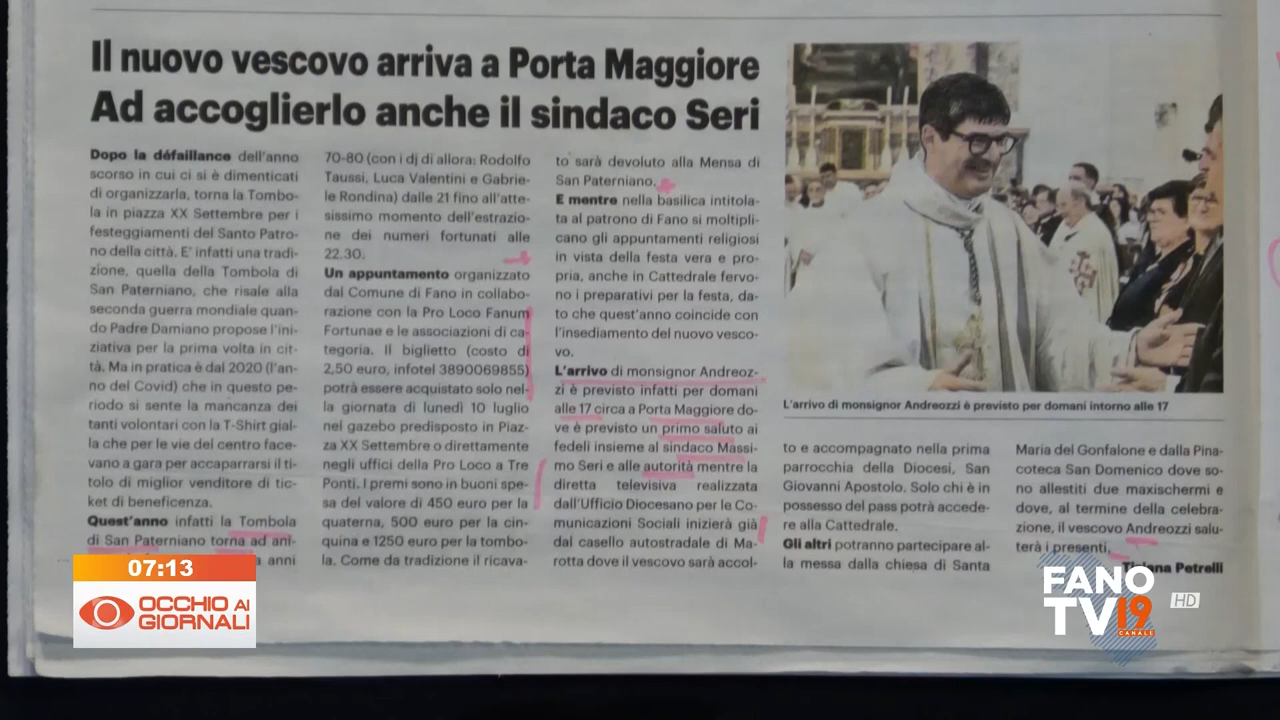 Il nuovo vescovo arriva a Porta Maggiore
Ad accoglierlo anche il sindaco Seri
Dopo la défaillance dell'anno
scorso in cui ci si è dimenticati
di organizzarla, torna la Tombo-
la in piazza XX Settembre per i
festeggiamenti del Santo Patro-
no della città. E' infatti una tradi-
zione, quella della Tombola di
San Paterniano, che risale alla
seconda guerra mondiale quan-
do Padre Damiano propose l'ini-
ziativa per la prima volta in cit-
tà. Ma in pratica è dal 2020 (l'an-
no del Covid) che in questo pe-
riodo si sente la mancanza dei
tanti volontari con la T-Shirt gial-
la che per le vie del centro face-
vano a gara per accaparrarsi il ti-
tolo di miglior venditore di tic-
ket di beneficenza.
Quest'anno infatti la Tombola
di San Paterniano torna ad ani-
a anni
70-80 (con i dj di allora: Rodolfo
Taussi, Luca Valentini e Gabrie-
le Rondina) dalle 21 fino all'atte-
sissimo momento dell'estrazio-
ne dei numeri fortunati alle
22.30.
Un appuntamento organizzato
dal Comune di Fano in collabo-
razione con la Pro Loco Fanum
Fortunae e le associazioni di ca-
tegoria. Il biglietto (costo di
2,50 euro, infotel 3890069855)
potrà essere acquistato solo nel-
la giornata di lunedì 10 luglio
nel gazebo predisposto in Piaz-
za XX Settembre o direttamente
negli uffici della Pro Loco a Tre
Ponti. I premi sono in buoni spe-
sa del valore di 450 euro per la
quaterna, 500 euro per la cin-
quina e 1250 euro per la tombo-
la. Come da tradizione il ricava-
to sarà devoluto alla Mensa di
San Paterniano.
E mentre nella basilica intitola-
ta al patrono di Fano si moltipli-
cano gli appuntamenti religiosi
in vista della festa vera e pro-
pria, anche in Cattedrale fervo-
no i preparativi per la festa, da-
to che quest'anno coincide con
l'insediamento del nuovo vesco-
vo.
L'arrivo di monsignor Andreoz-
zi è previsto infatti per domani
alle 17 circa a Porta Maggiore do-
ve è previsto un primo saluto ai
fedeli insieme al sindaco Massi-
mo Seri e alle autorità mentre la
diretta televisiva realizzata
dall'Ufficio Diocesano per le Co-
municazioni Sociali inizierà già
dal casello autostradale di Ma-
rotta dove il vescovo sarà accol-
L'arrivo di monsignor Andreozzi è previsto per domani intorno alle 17
to e accompagnato nella prima
parrocchia della Diocesi, San
Giovanni Apostolo. Solo chi è in
possesso del pass potrà accede-
re alla Cattedrale.
Gli altri potranno partecipare al-
la messa dalla chiesa di Santa
Maria del Gonfalone e dalla Pina-
coteca San Domenico dove so-
no allestiti due maxischermi e
dove, al termine della celebra-
zione, il vescovo Andreozzi salu-
terà i presenti.
Tiziana Petrelli
07:13
OCCHIO AI
GIORNALI
FANO
TV19
CANALE
HD